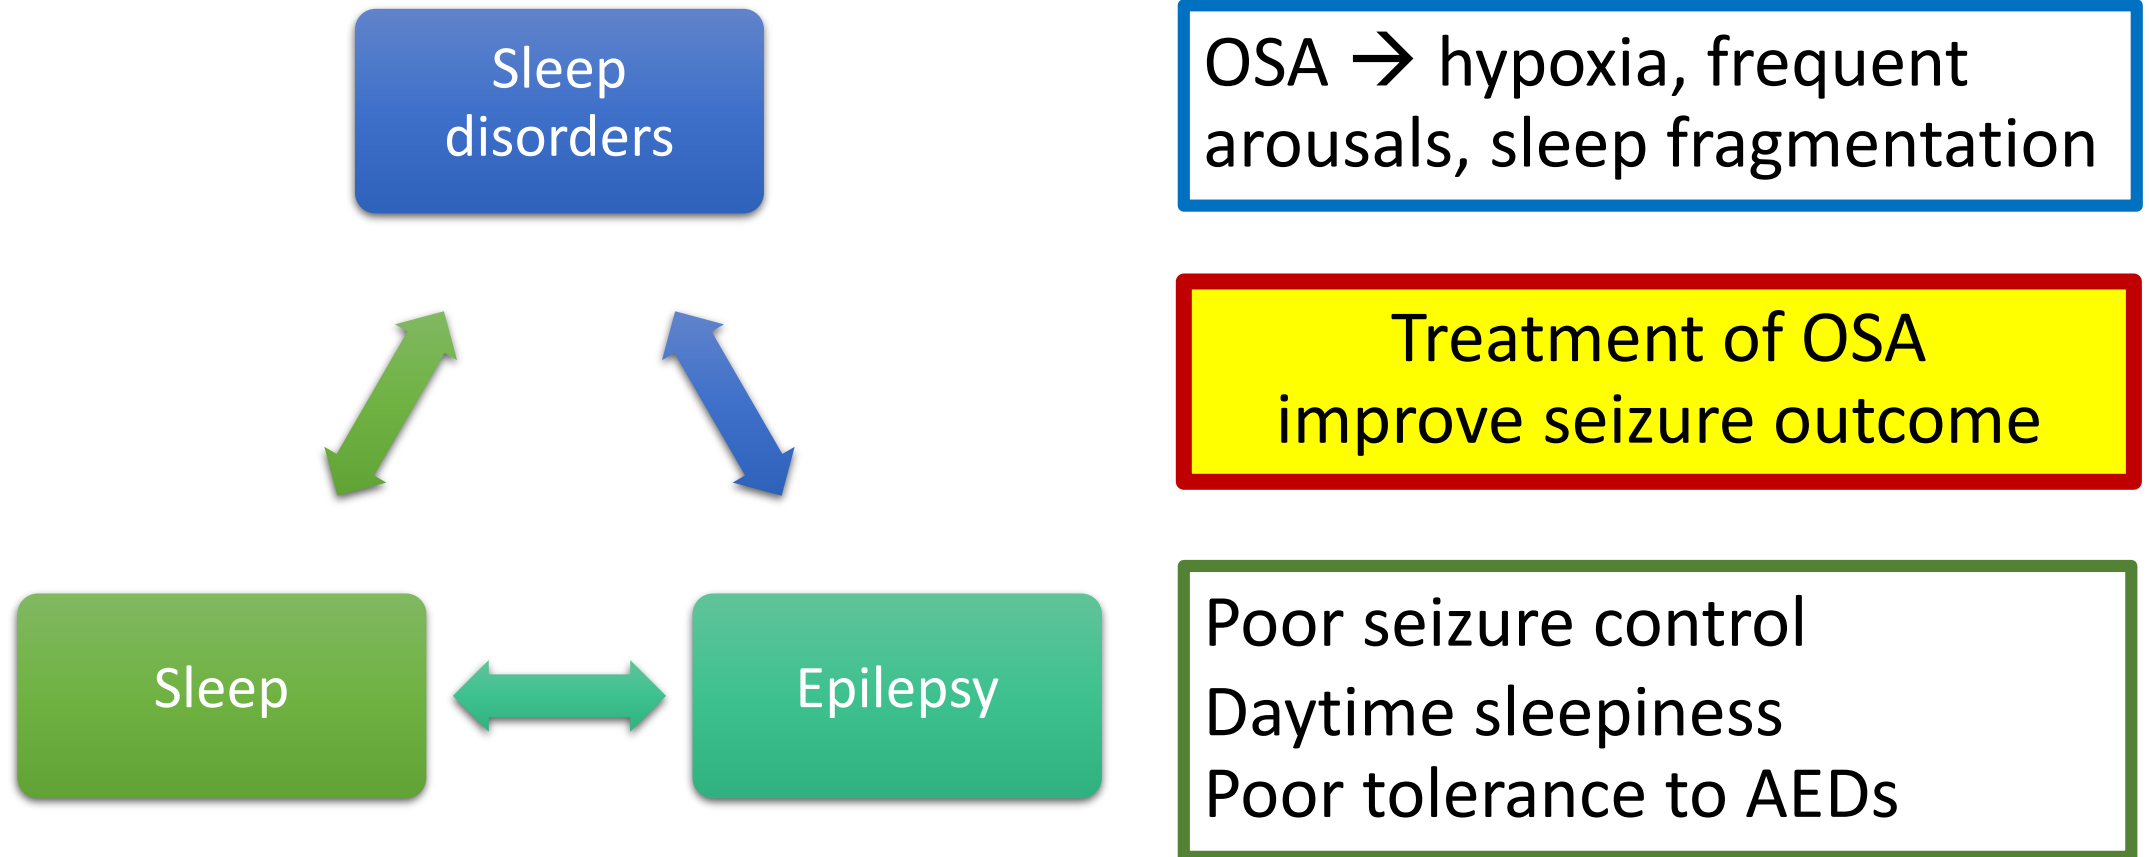 Sleep
disorders
Sleep
Epilepsy
OSA → hypoxia, frequent
arousals, sleep fragmentation
Treatment of OSA
improve seizure outcome
Poor seizure control
Daytime sleepiness
Poor tolerance to AEDs